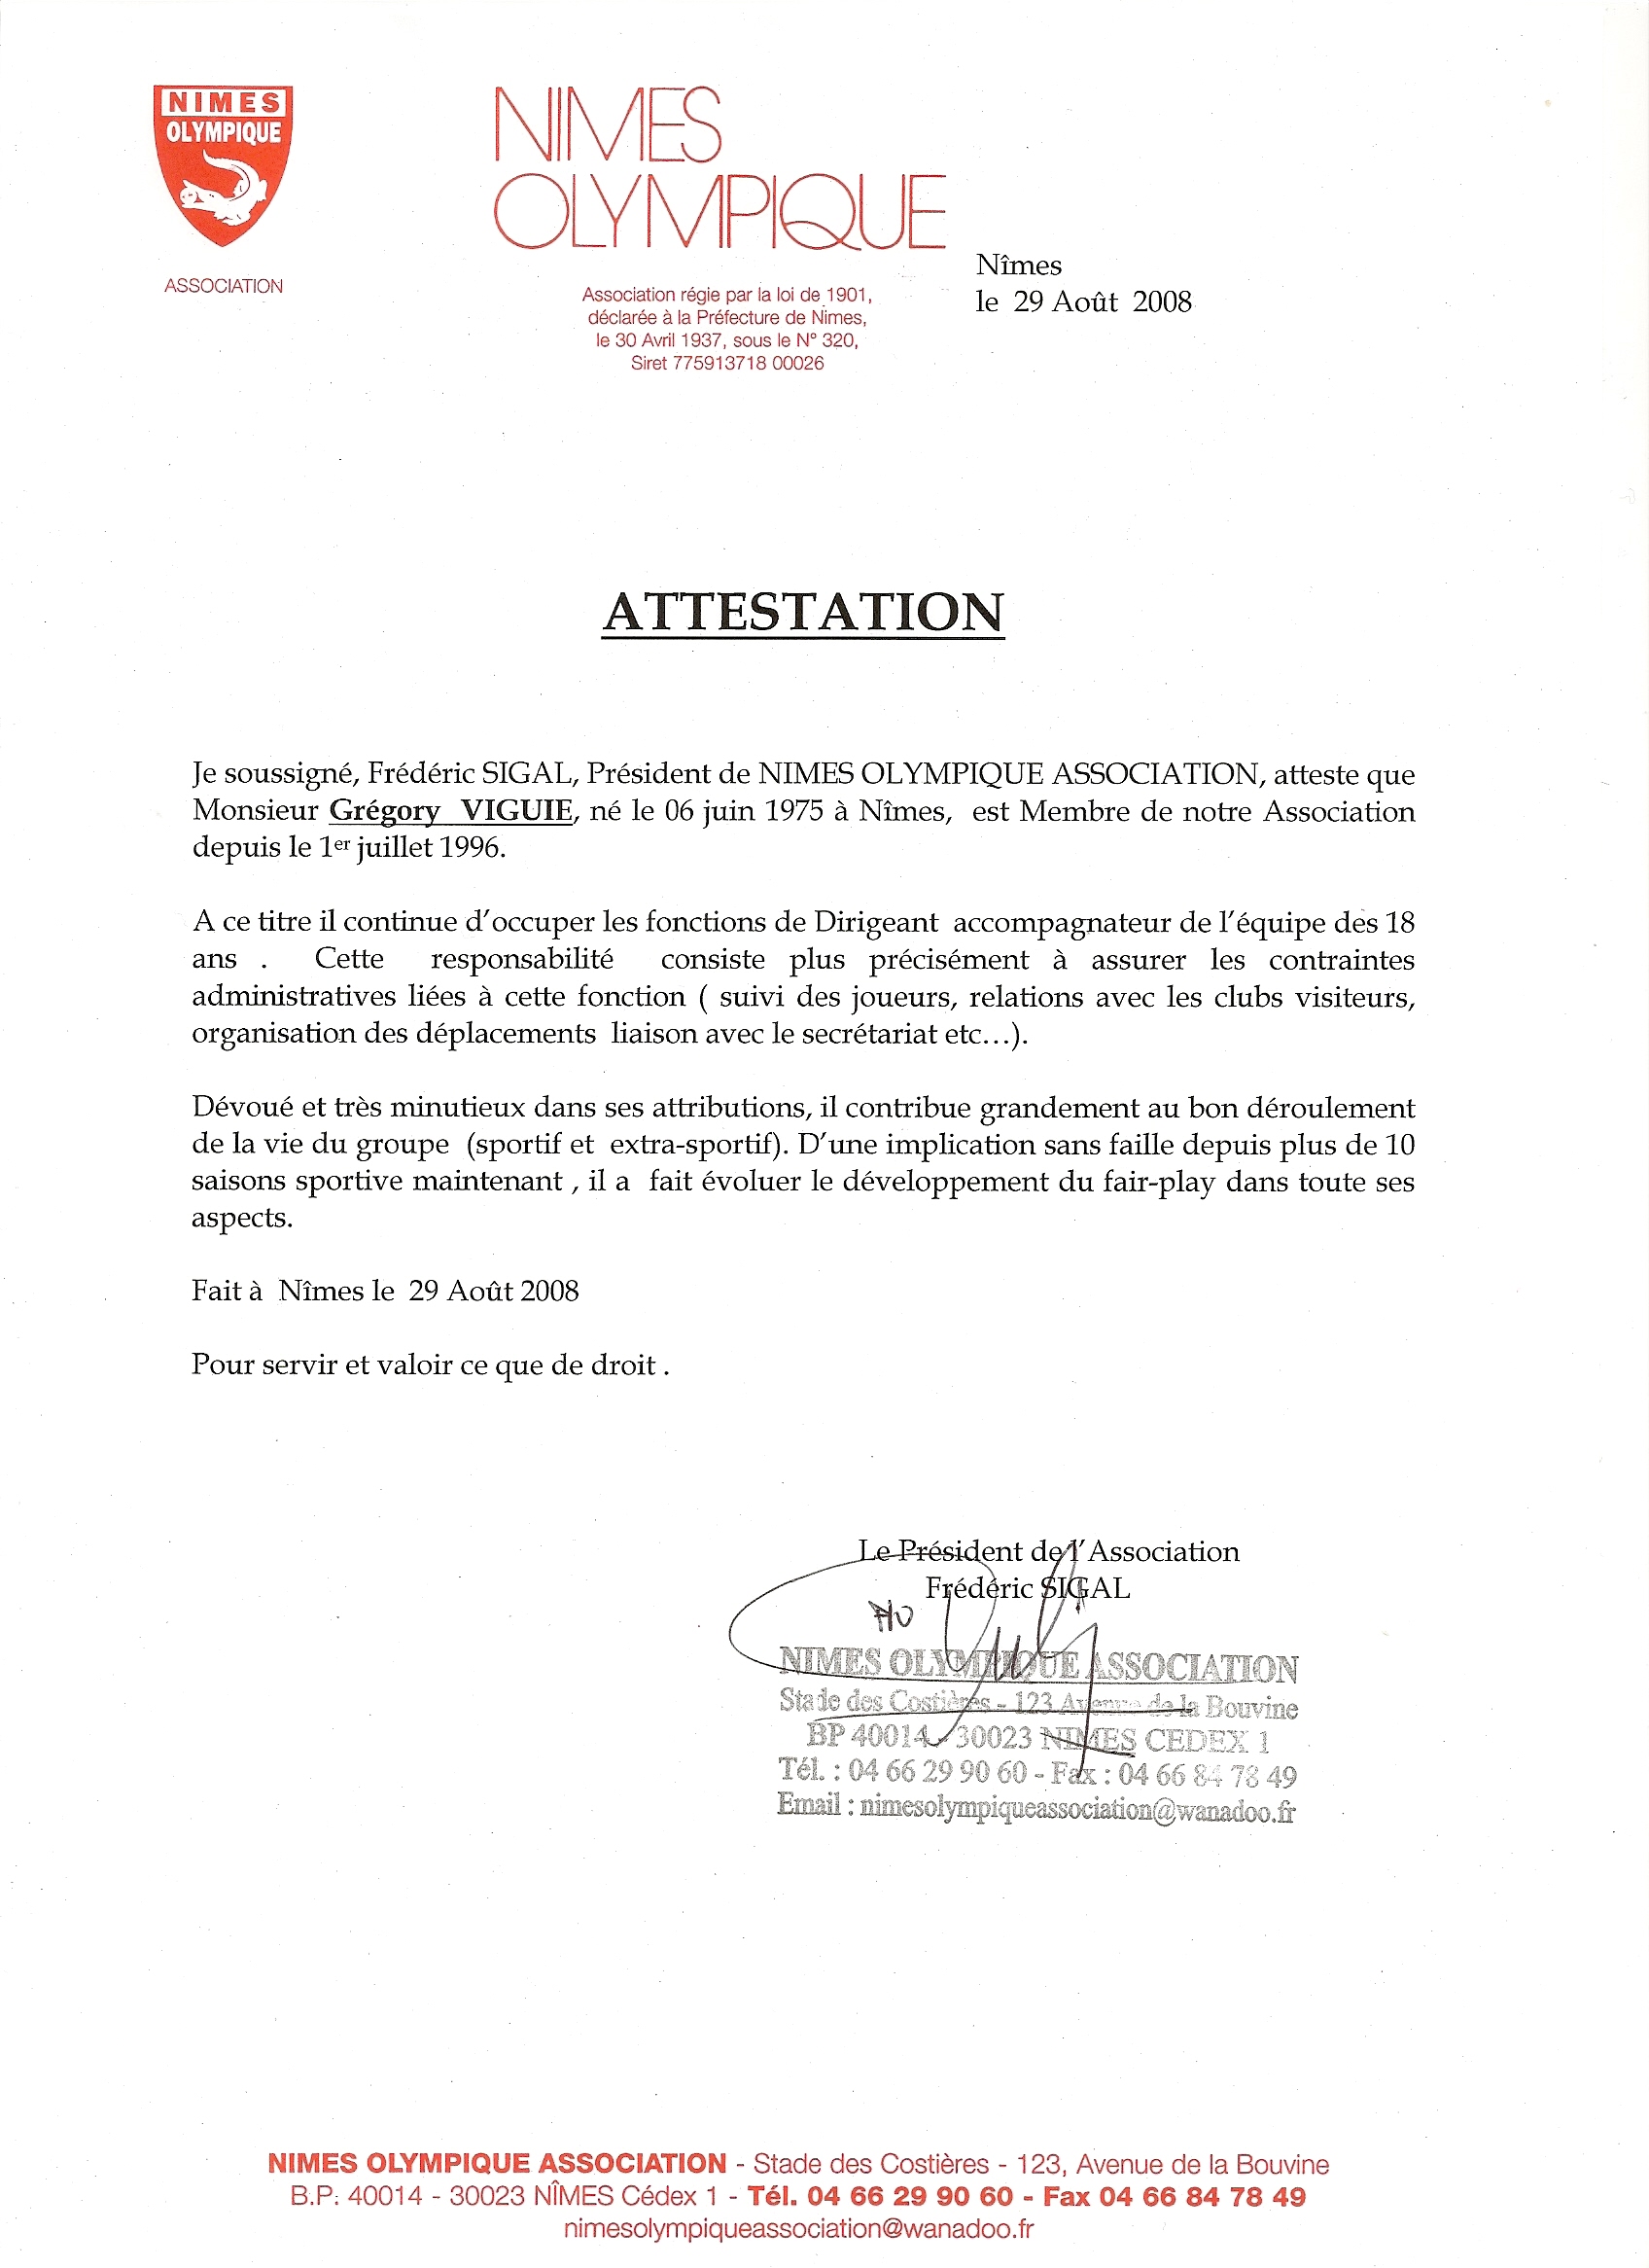 NIMES
OLYMPIQUE
ASSOCIATION
NIMES
OLYMPIQUE
Association régie par la loi de 1901,
déclarée à la Préfecture de Nimes,
le 30 Avril 1937, sous le N° 320,
Siret 775913718 00026
Nîmes
le 29 Août 2008
ATTESTATION
Je soussigné, Frédéric SIGAL, Président de NIMES OLYMPIQUE ASSOCIATION, atteste que
Monsieur Grégory VIGUIE, né le 06 juin 1975 à Nîmes, est Membre de notre Association
depuis le 1er juillet 1996.
A ce titre il continue d'occuper les fonctions de Dirigeant accompagnateur de l'équipe des 18
ans . Cette responsabilité consiste plus précisément à assurer les contraintes
administratives liées à cette fonction ( suivi des joueurs, relations avec les clubs visiteurs,
organisation des déplacements liaison avec le secrétariat etc…).
Dévoué et très minutieux dans ses attributions, il contribue grandement au bon déroulement
de la vie du groupe (sportif et extra-sportif). D'une implication sans faille depuis plus de 10
saisons sportive maintenant , il a fait évoluer le développement du fair-play dans toute ses
aspects.
Fait à Nîmes le 29 Août 2008
Pour servir et valoir ce que de droit .
Le Président de l'Association
Frédéric SIGAL
NIMES OLYMPIQUE ASSOCIATION
Stade des Costières - 123 Avenue de la Bouvine
BP 40014 - 30023 NIMES CEDEX 1
Tél. : 04 66 29 90 60 - Fax : 04 66 84 78 49
Email : nimesolympiqueassociation@wanadoo.fr
NIMES OLYMPIQUE ASSOCIATION - Stade des Costières - 123, Avenue de la Bouvine
B.P. 40014 - 30023 NÎMES Cédex 1 - Tél. 04 66 29 90 60 - Fax 04 66 84 78 49
nimesolympiqueassociation@wanadoo.fr